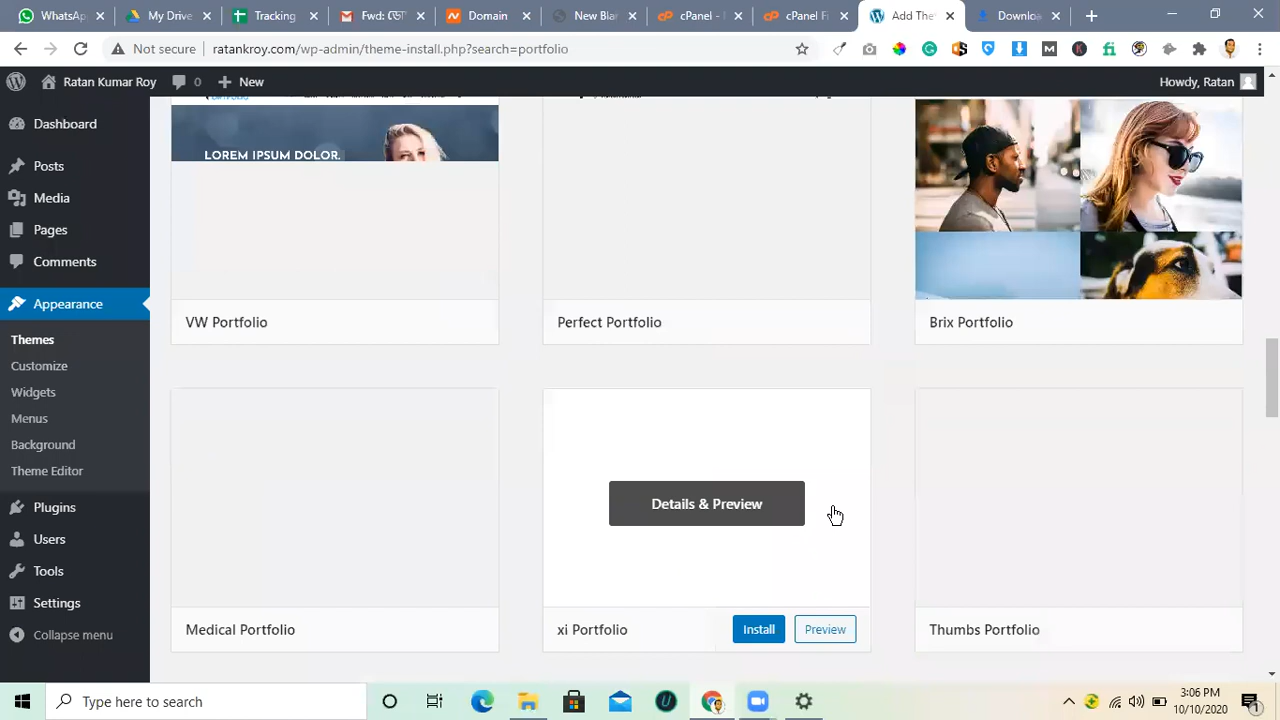 WhatsApp
My Drive
Tracking
Fwd:
Domain
New Bla
cPanel -
cPanel F
Add The
Downloa
Not secure
ratankroy.com/wp-admin/theme-install.php?search=portfolio
Ratan Kumar Roy
0
New
Howdy, Ratan
Dashboard
Posts
Media
Pages
Comments
Appearance
Themes
Customize
Widgets
Menus
Background
Theme Editor
Plugins
Users
Tools
Settings
Collapse menu
LOREM IPSUM DOLOR.
VW Portfolio
Perfect Portfolio
Brix Portfolio
Details & Preview
Medical Portfolio
xi Portfolio
Install
Preview
Thumbs Portfolio
Type here to search
3:06 PM
10/10/2020